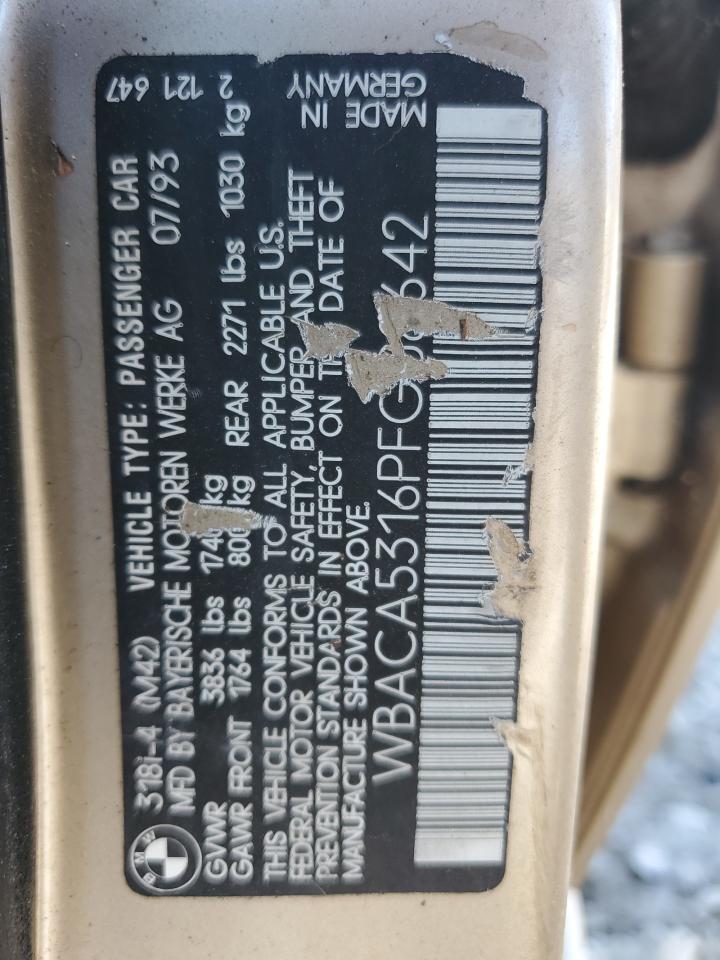 BMW
318i-4 (M42) VEHICLE TYPE: PASSENGER CAR
MFD BY BAYERISCHE MOTOREN WERKE AG 07/93
GVWR 3836 lbs kg
GAWR FRONT 1764 lbs kg REAR 2271 lbs 1030 kg
THIS VEHICLE CONFORMS TO ALL APPLICABLE U.S.
FEDERAL MOTOR VEHICLE SAFETY, BUMPER AND THEFT
PREVENTION STANDARDS IN EFFECT ON DATE OF
MANUFACTURE SHOWN ABOVE.
2 121 647
MADE IN
GERMANY